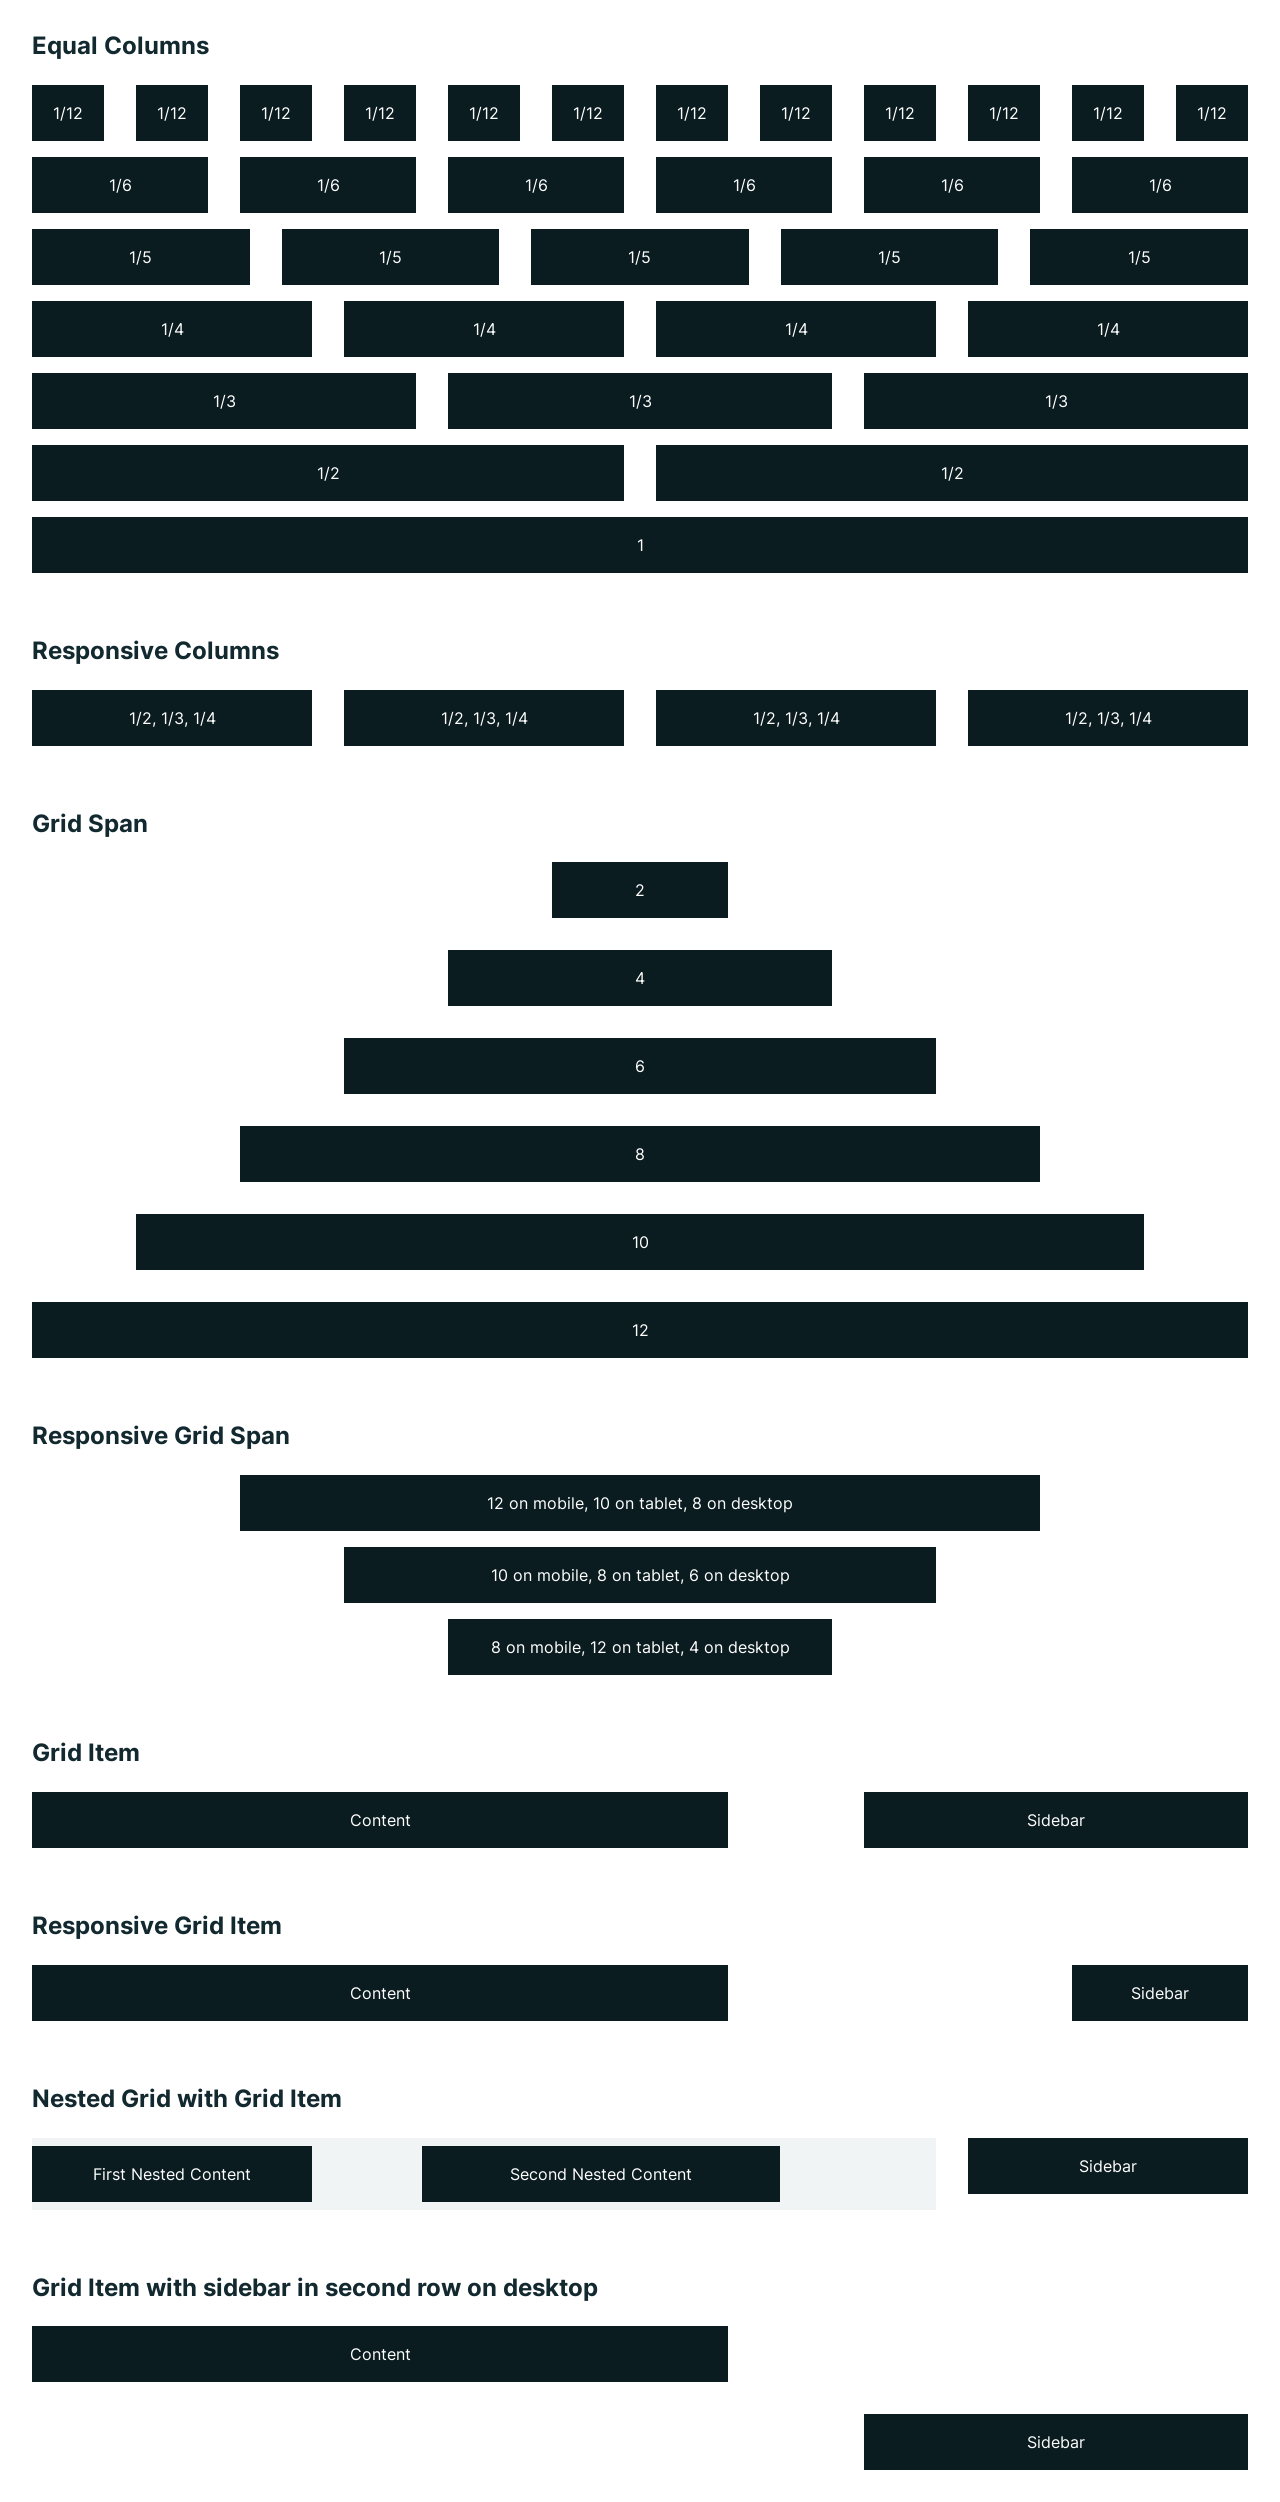 Equal Columns
1/12 1/12 1/12 1/12 1/12 1/12 1/12 1/12 1/12 1/12 1/12 1/12
1/6 1/6 1/6 1/6 1/6 1/6
1/5 1/5 1/5 1/5 1/5
1/4 1/4 1/4 1/4
1/3 1/3 1/3
1/2 1/2
1
Responsive Columns
1/2, 1/3, 1/4 1/2, 1/3, 1/4 1/2, 1/3, 1/4 1/2, 1/3, 1/4
Grid Span
2
4
6
8
10
12
Responsive Grid Span
12 on mobile, 10 on tablet, 8 on desktop
10 on mobile, 8 on tablet, 6 on desktop
8 on mobile, 12 on tablet, 4 on desktop
Grid Item
Content Sidebar
Responsive Grid Item
Content Sidebar
Nested Grid with Grid Item
First Nested Content Second Nested Content Sidebar
Grid Item with sidebar in second row on desktop
Content
Sidebar